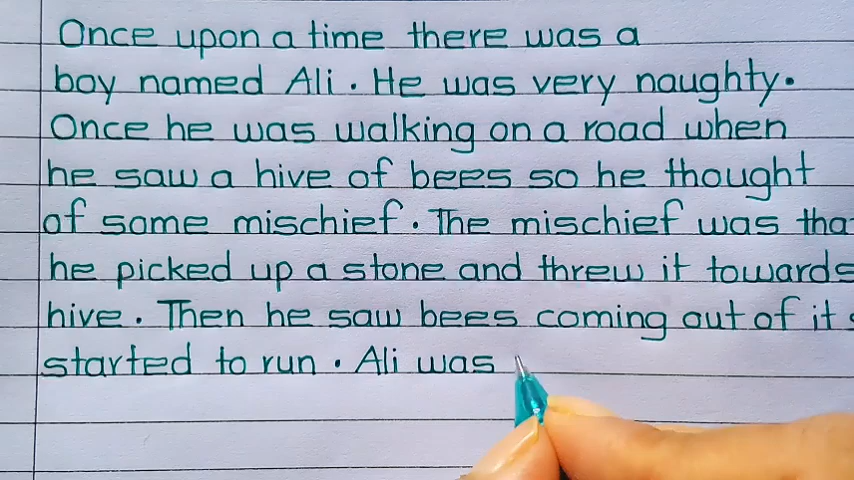 Once upon a time there was a
boy named Ali. He was very naughty.
Once he was walking on a road when
he saw a hive of bees so he thought
of some mischief. The mischief was tha
he picked up a stone and threw it towards
hive. Then he saw bees coming out of it
started to run. Ali was